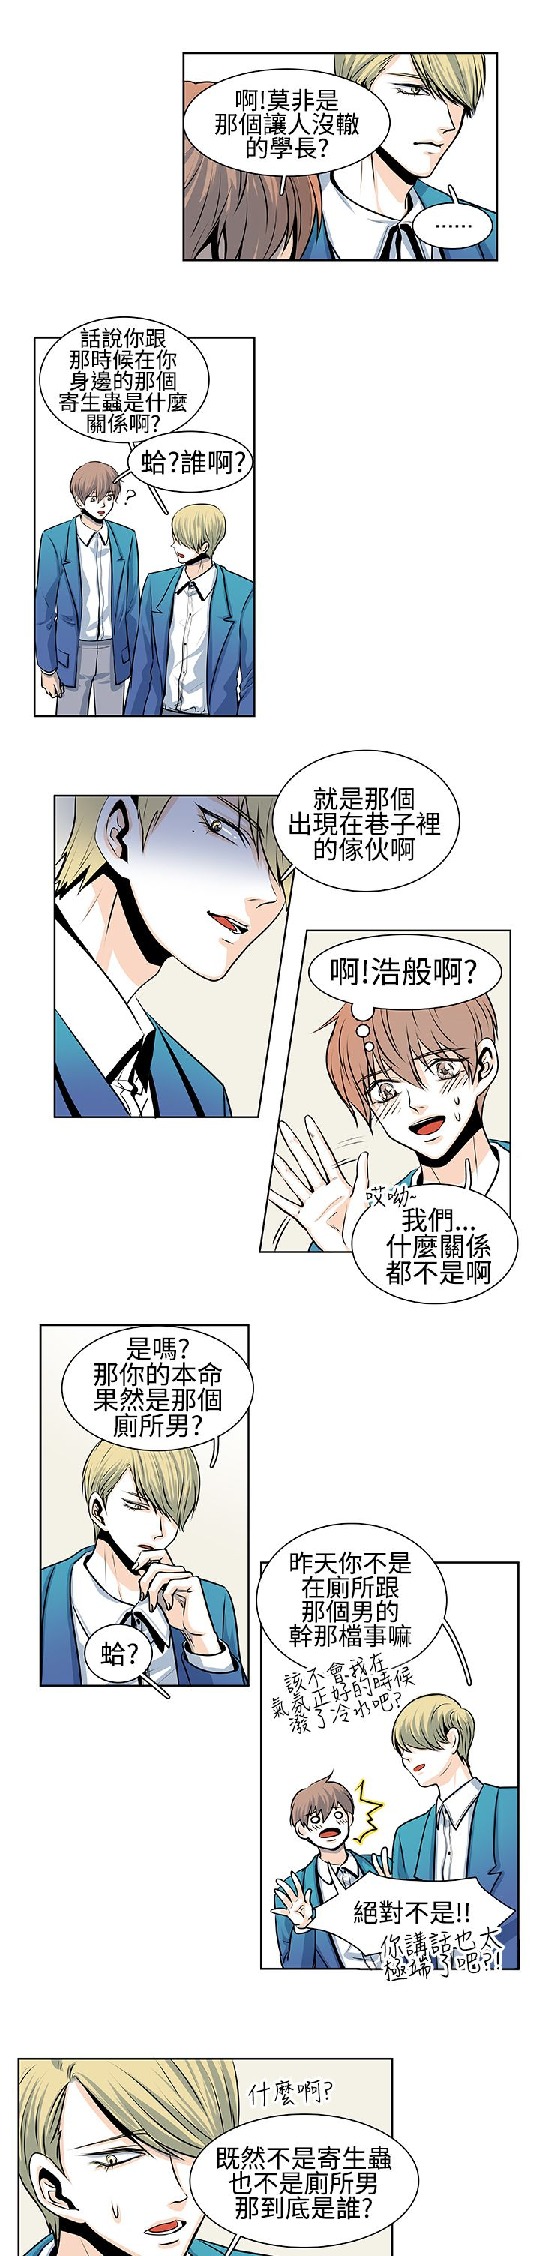 啊!莫非是
那個讓人沒轍
的學長?
……
話說你跟
那時候在你
身邊的那個
寄生蟲是什麼
關係啊?
蛤?誰啊?
?
就是那個
出現在巷子裡
的傢伙啊
啊!浩般啊?
哎呦~
我們...
什麼關係
都不是啊
是嗎?
那你的本命
果然是那個
廁所男?
蛤?
昨天你不是
在廁所跟
那個男的
幹那檔事嘛
該不會我在
氣氛正好的時候
潑了冷水吧?
絕對不是!!
你講話也太
極端了吧?!
什麼啊?
既然不是寄生蟲
也不是廁所男
那到底是誰?